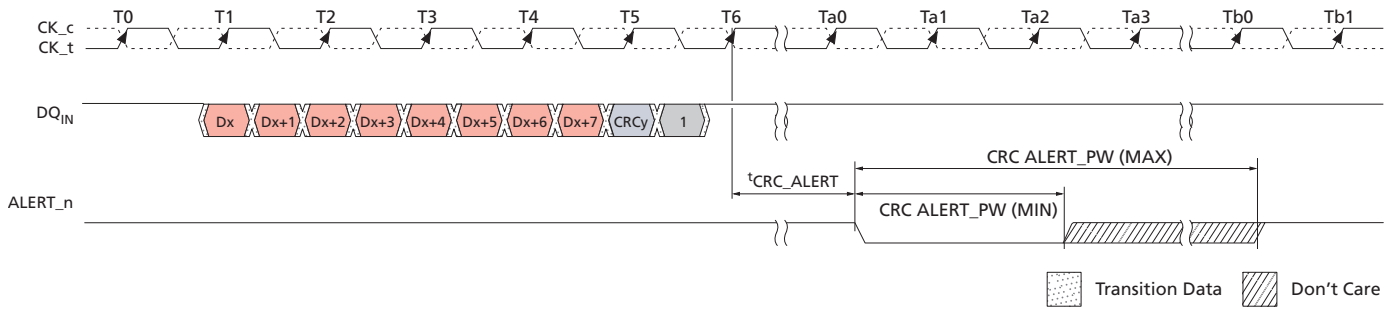 T0 T1 T2 T3 T4 T5 T6 Ta0 Ta1 Ta2 Ta3 Tb0 Tb1
CK_c
CK_t
DQIN
Dx Dx+1 Dx+2 Dx+3 Dx+4 Dx+5 Dx+6 Dx+7 CRCy 1
CRC ALERT_PW (MAX)
tCRC_ALERT
CRC ALERT_PW (MIN)
ALERT_n
Transition Data Don't Care